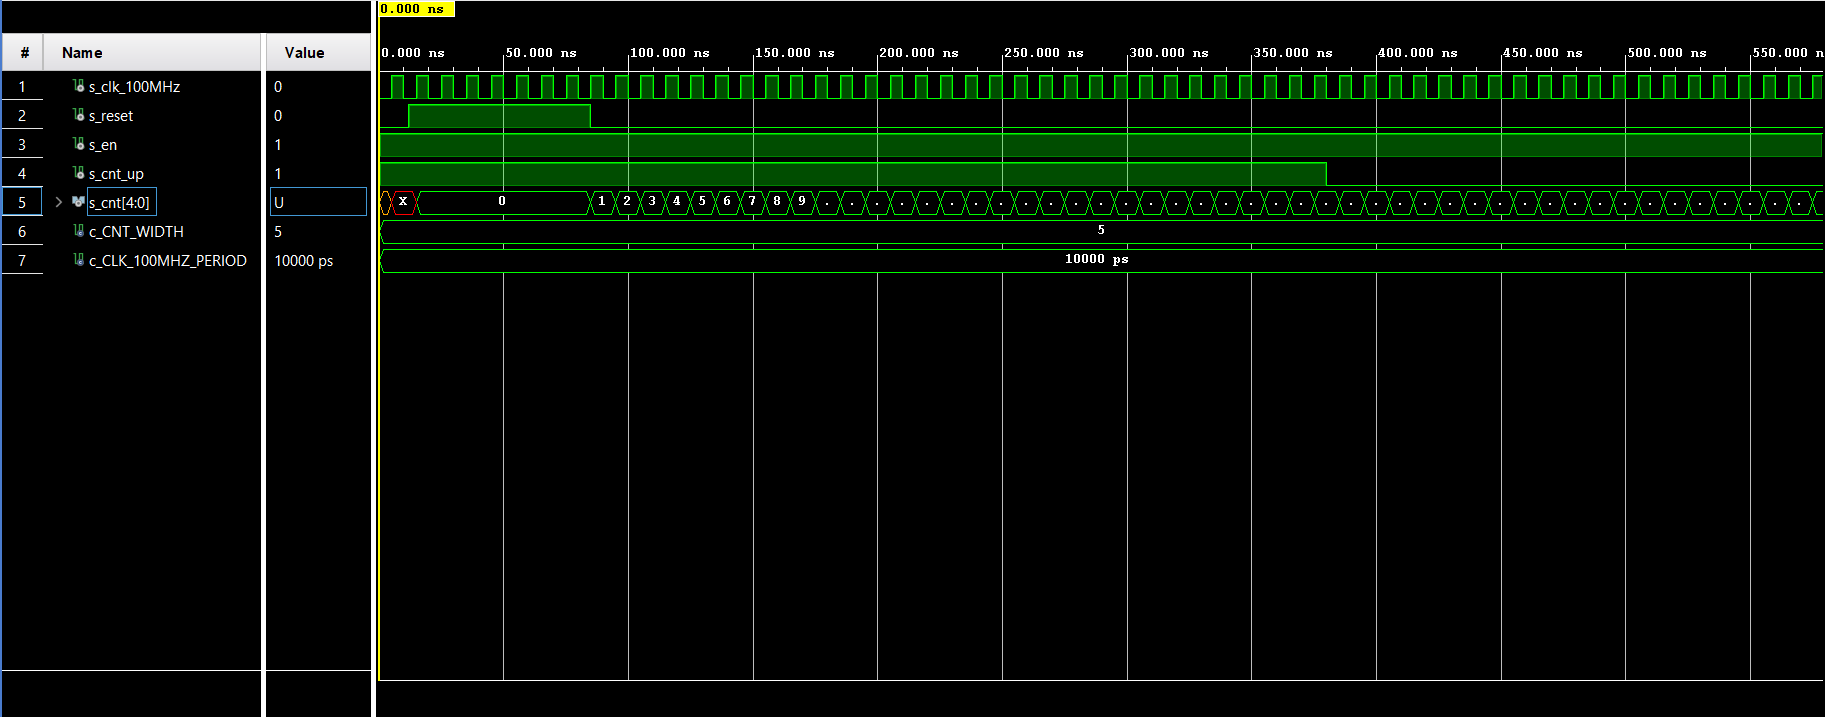 0.000 ns
# Name Value
0.000 ns 50.000 ns 100.000 ns 150.000 ns 200.000 ns 250.000 ns 300.000 ns 350.000 ns 400.000 ns 450.000 ns 500.000 ns 550.000 n
1 s_clk_100MHz 0
2 s_reset 0
3 s_en 1
4 s_cnt_up 1
5 s_cnt[4:0] U X 0 1 2 3 4 5 6 7 8 9 . . . . . . . . . . . . . . . . . . . . . . . . . . . . . . . . . . . . . . . .
6 c_CNT_WIDTH 5 5
7 c_CLK_100MHZ_PERIOD 10000 ps 10000 ps